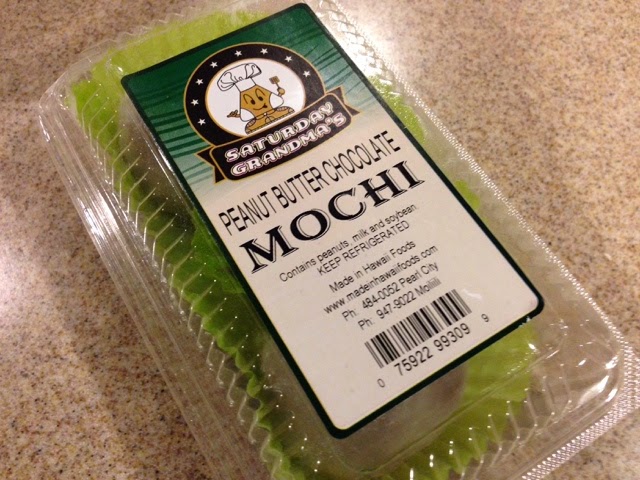 SATURDAY
GRANDMA'S
PEANUT BUTTER CHOCOLATE
MOCHI
Contains peanuts, milk and soybean
KEEP REFRIGERATED
Made in Hawaii Foods
www.madeinhawaiifoods.com
Ph: 484-0052 Pearl City
Ph: 947-9022 Moiliili
0 75922 99309 9